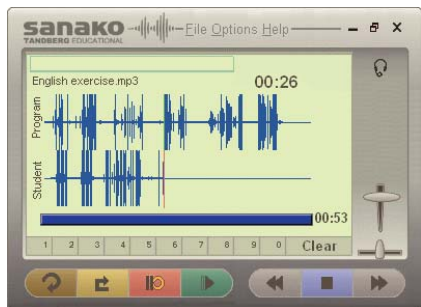 sanako File Options Help
TANDBERG EDUCATIONAL
English exercise.mp3 00:26
Program
Student
00:53
1 2 3 4 5 6 7 8 9 0 Clear